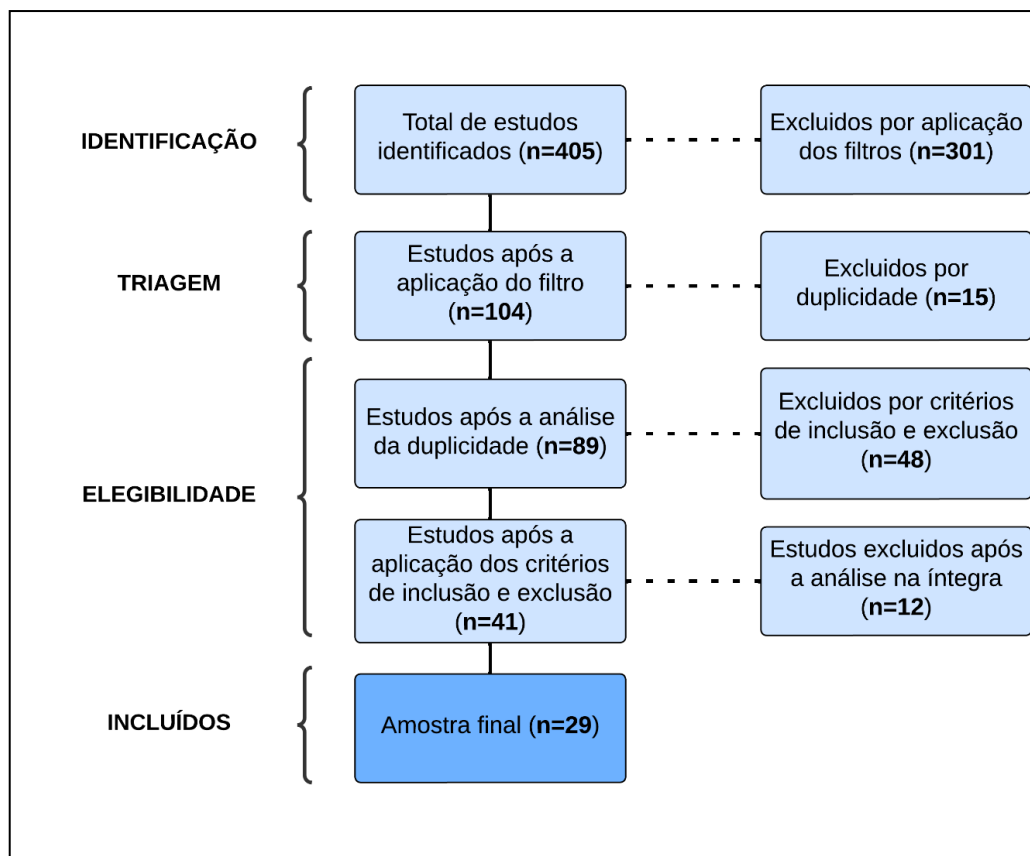 IDENTIFICAÇÃO
Total de estudos
identificados (n=405)
Excluidos por aplicação
dos filtros (n=301)
TRIAGEM
Estudos após a
aplicação do filtro
(n=104)
Excluidos por
duplicidade (n=15)
ELEGIBILIDADE
Estudos após a análise
da duplicidade (n=89)
Excluidos por critérios
de inclusão e exclusão
(n=48)
Estudos após a
aplicação dos critérios
de inclusão e exclusão
(n=41)
Estudos excluidos após
a análise na íntegra
(n=12)
INCLUÍDOS
Amostra final (n=29)